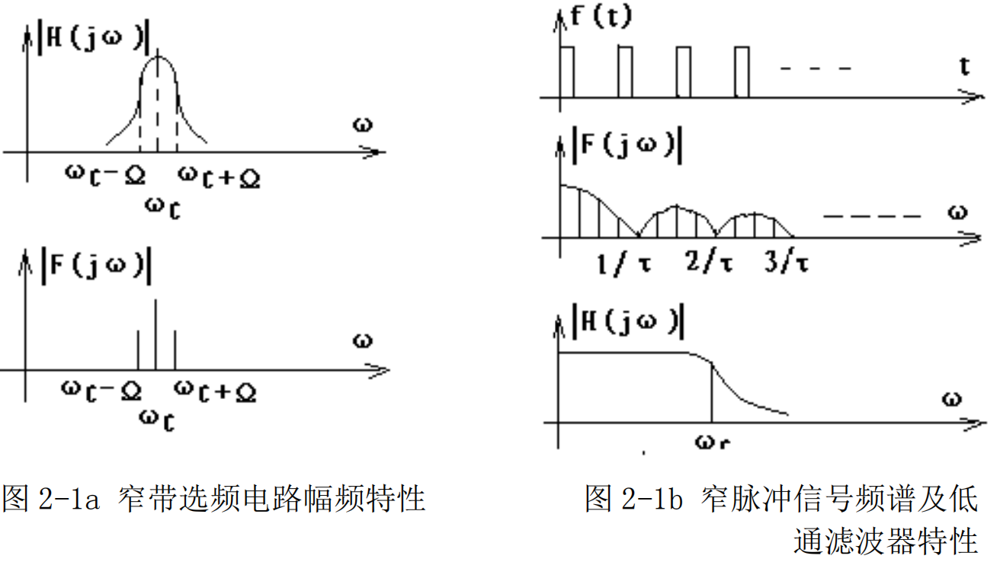 |H(jω)|
ω
ωC-Ω
ωC+Ω
ωC
|F(jω)|
ω
ωC-Ω
ωC+Ω
ωC
图 2-1a 窄带选频电路幅频特性
f(t)
t
|F(jω)|
ω
1/τ 2/τ 3/τ
|H(jω)|
ω
ωc
图 2-1b 窄脉冲信号频谱及低
通滤波器特性